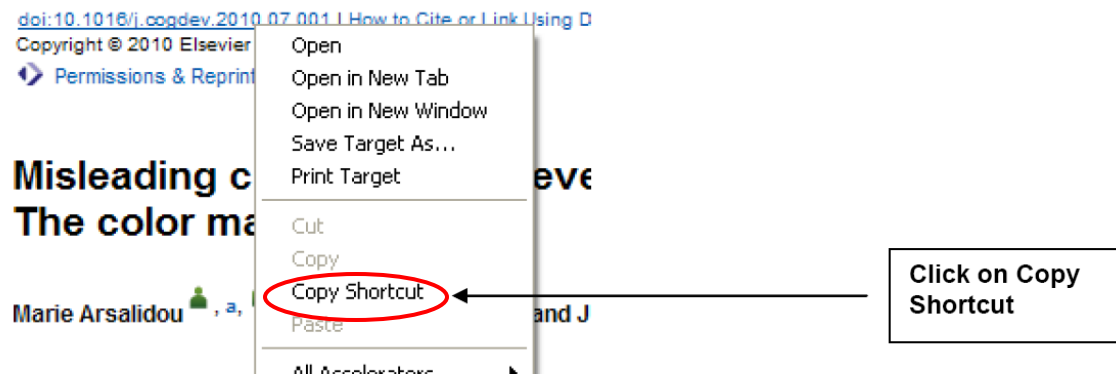 doi:10.1016/j.cogdev.2010.07.001 | How to Cite or Link Using D
Copyright © 2010 Elsevier
Permissions & Reprint
Misleading c eve
The color ma
Marie Arsalidou , a, and J
Open
Open in New Tab
Open in New Window
Save Target As...
Print Target
Cut
Copy
Copy Shortcut
Paste
All Accelerators
Click on Copy
Shortcut